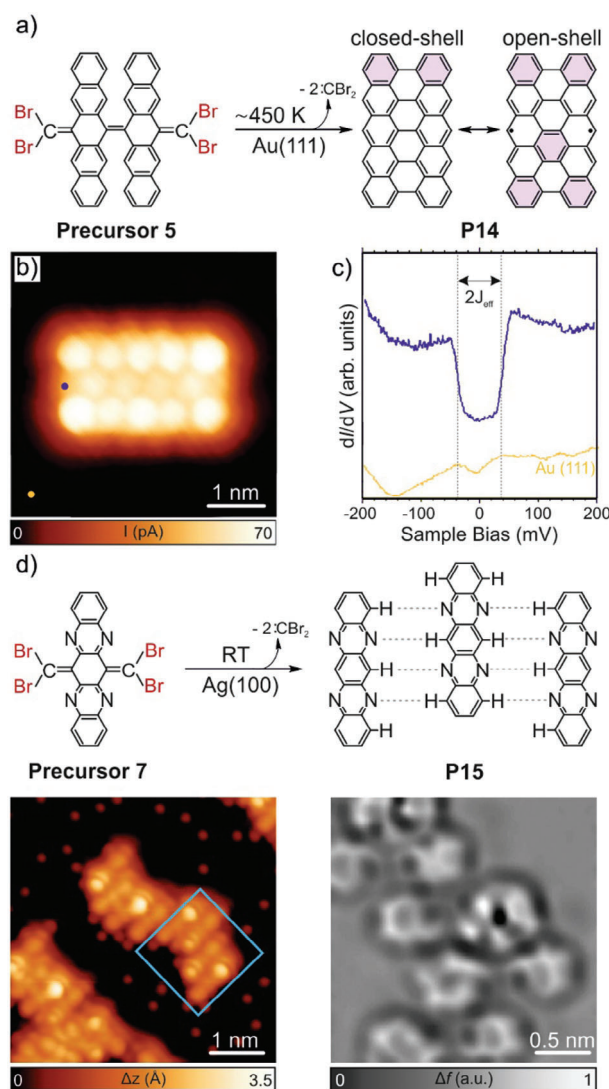 a)
closed-shell
open-shell
- 2:CBr₂
Br
Br
Br
Br
~450 K
Au(111)
Precursor 5
P14
b)
1 nm
0
I (pA)
70
c)
2J_eff
dI/dV (arb. units)
Au (111)
-200
-100
0
100
200
Sample Bias (mV)
d)
- 2:CBr₂
Br
Br
Br
Br
N
N
N
N
RT
Ag(100)
H
H
H
N
N
H
N
N
H
N
H
H
N
H
N
N
H
N
N
H
H
H
H
Precursor 7
P15
1 nm
0
Δz (Å)
3.5
0.5 nm
0
Δf (a.u.)
1